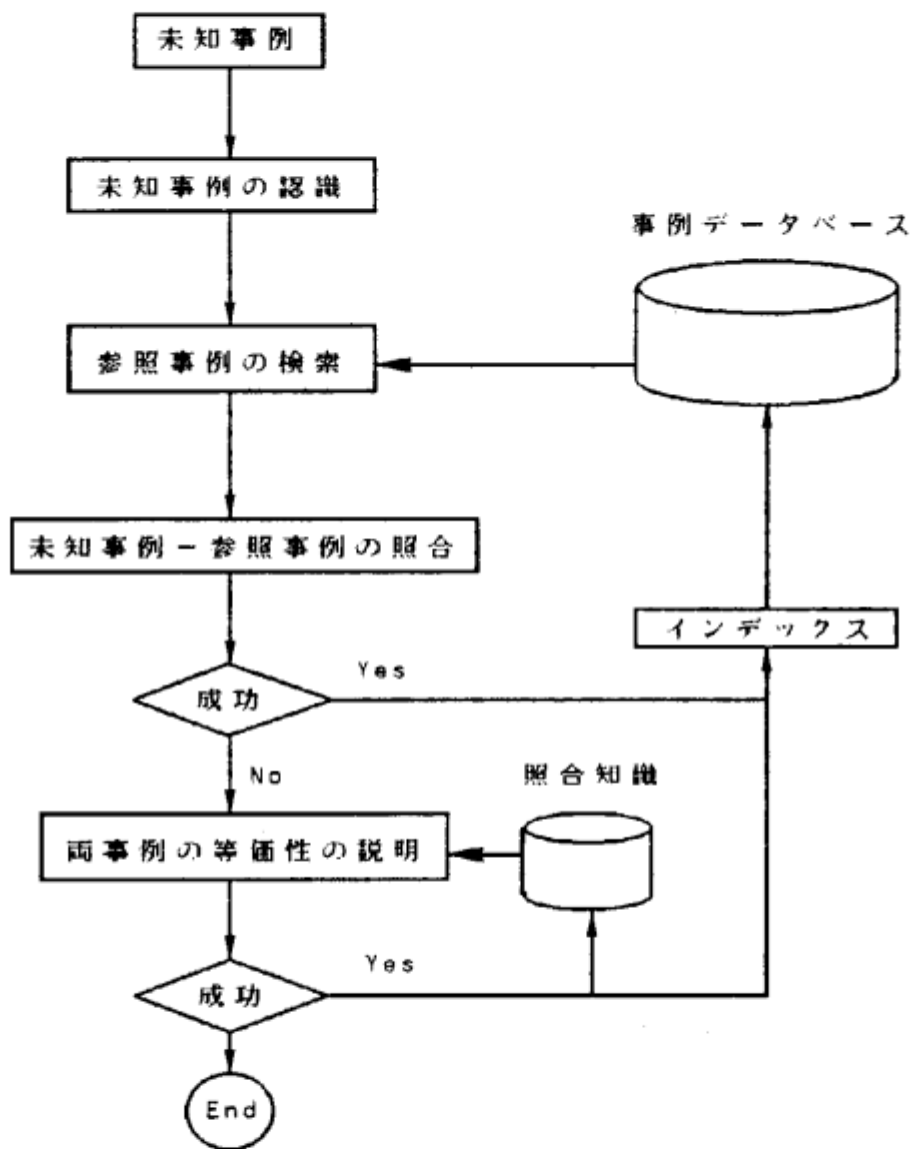 未知事例
未知事例の認識
事例データベース
参照事例の検索
未知事例－参照事例の照合
インデックス
成功
Yes
No
照合知識
両事例の等価性の説明
成功
Yes
End